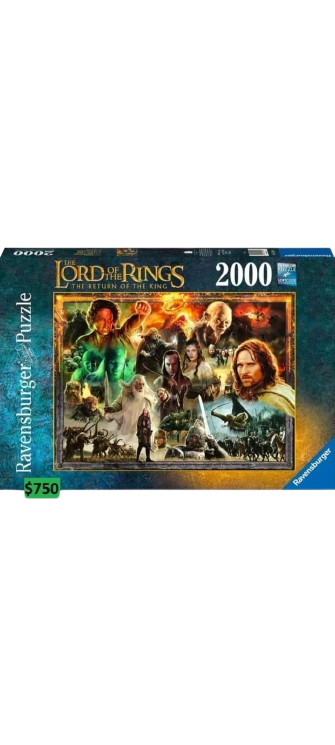 2000
THE
LORD OF THE RINGS
THE RETURN OF THE KING
2000
Ravensburger Puzzle
$750
Ravensburger